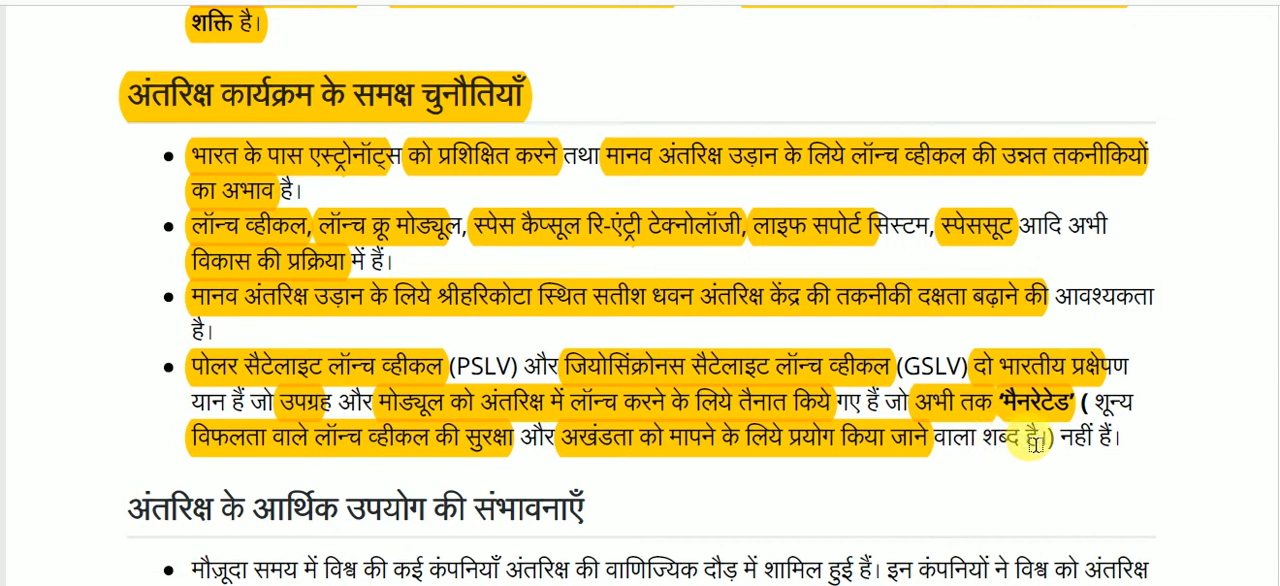 शक्ति है।
अंतरिक्ष कार्यक्रम के समक्ष चुनौतियाँ
• भारत के पास एस्ट्रोनॉट्स को प्रशिक्षित करने तथा मानव अंतरिक्ष उड़ान के लिये लॉन्च व्हीकल की उन्नत तकनीकियों
का अभाव है।
• लॉन्च व्हीकल, लॉन्च क्रू मोड्यूल, स्पेस कैप्सूल रि-एंट्री टेक्नोलॉजी, लाइफ सपोर्ट सिस्टम, स्पेससूट आदि अभी
विकास की प्रक्रिया में हैं।
• मानव अंतरिक्ष उड़ान के लिये श्रीहरिकोटा स्थित सतीश धवन अंतरिक्ष केंद्र की तकनीकी दक्षता बढ़ाने की आवश्यकता
है।
• पोलर सैटेलाइट लॉन्च व्हीकल (PSLV) और जियोसिंक्रोनस सैटेलाइट लॉन्च व्हीकल (GSLV) दो भारतीय प्रक्षेपण
यान हैं जो उपग्रह और मोड्यूल को अंतरिक्ष में लॉन्च करने के लिये तैनात किये गए हैं जो अभी तक ‘मैनरेटेड’ ( शून्य
विफलता वाले लॉन्च व्हीकल की सुरक्षा और अखंडता को मापने के लिये प्रयोग किया जाने वाला शब्द है।) नहीं हैं।
अंतरिक्ष के आर्थिक उपयोग की संभावनाएँ
• मौज़ूदा समय में विश्व की कई कंपनियाँ अंतरिक्ष की वाणिज्यिक दौड़ में शामिल हुई हैं। इन कंपनियों ने विश्व को अंतरिक्ष